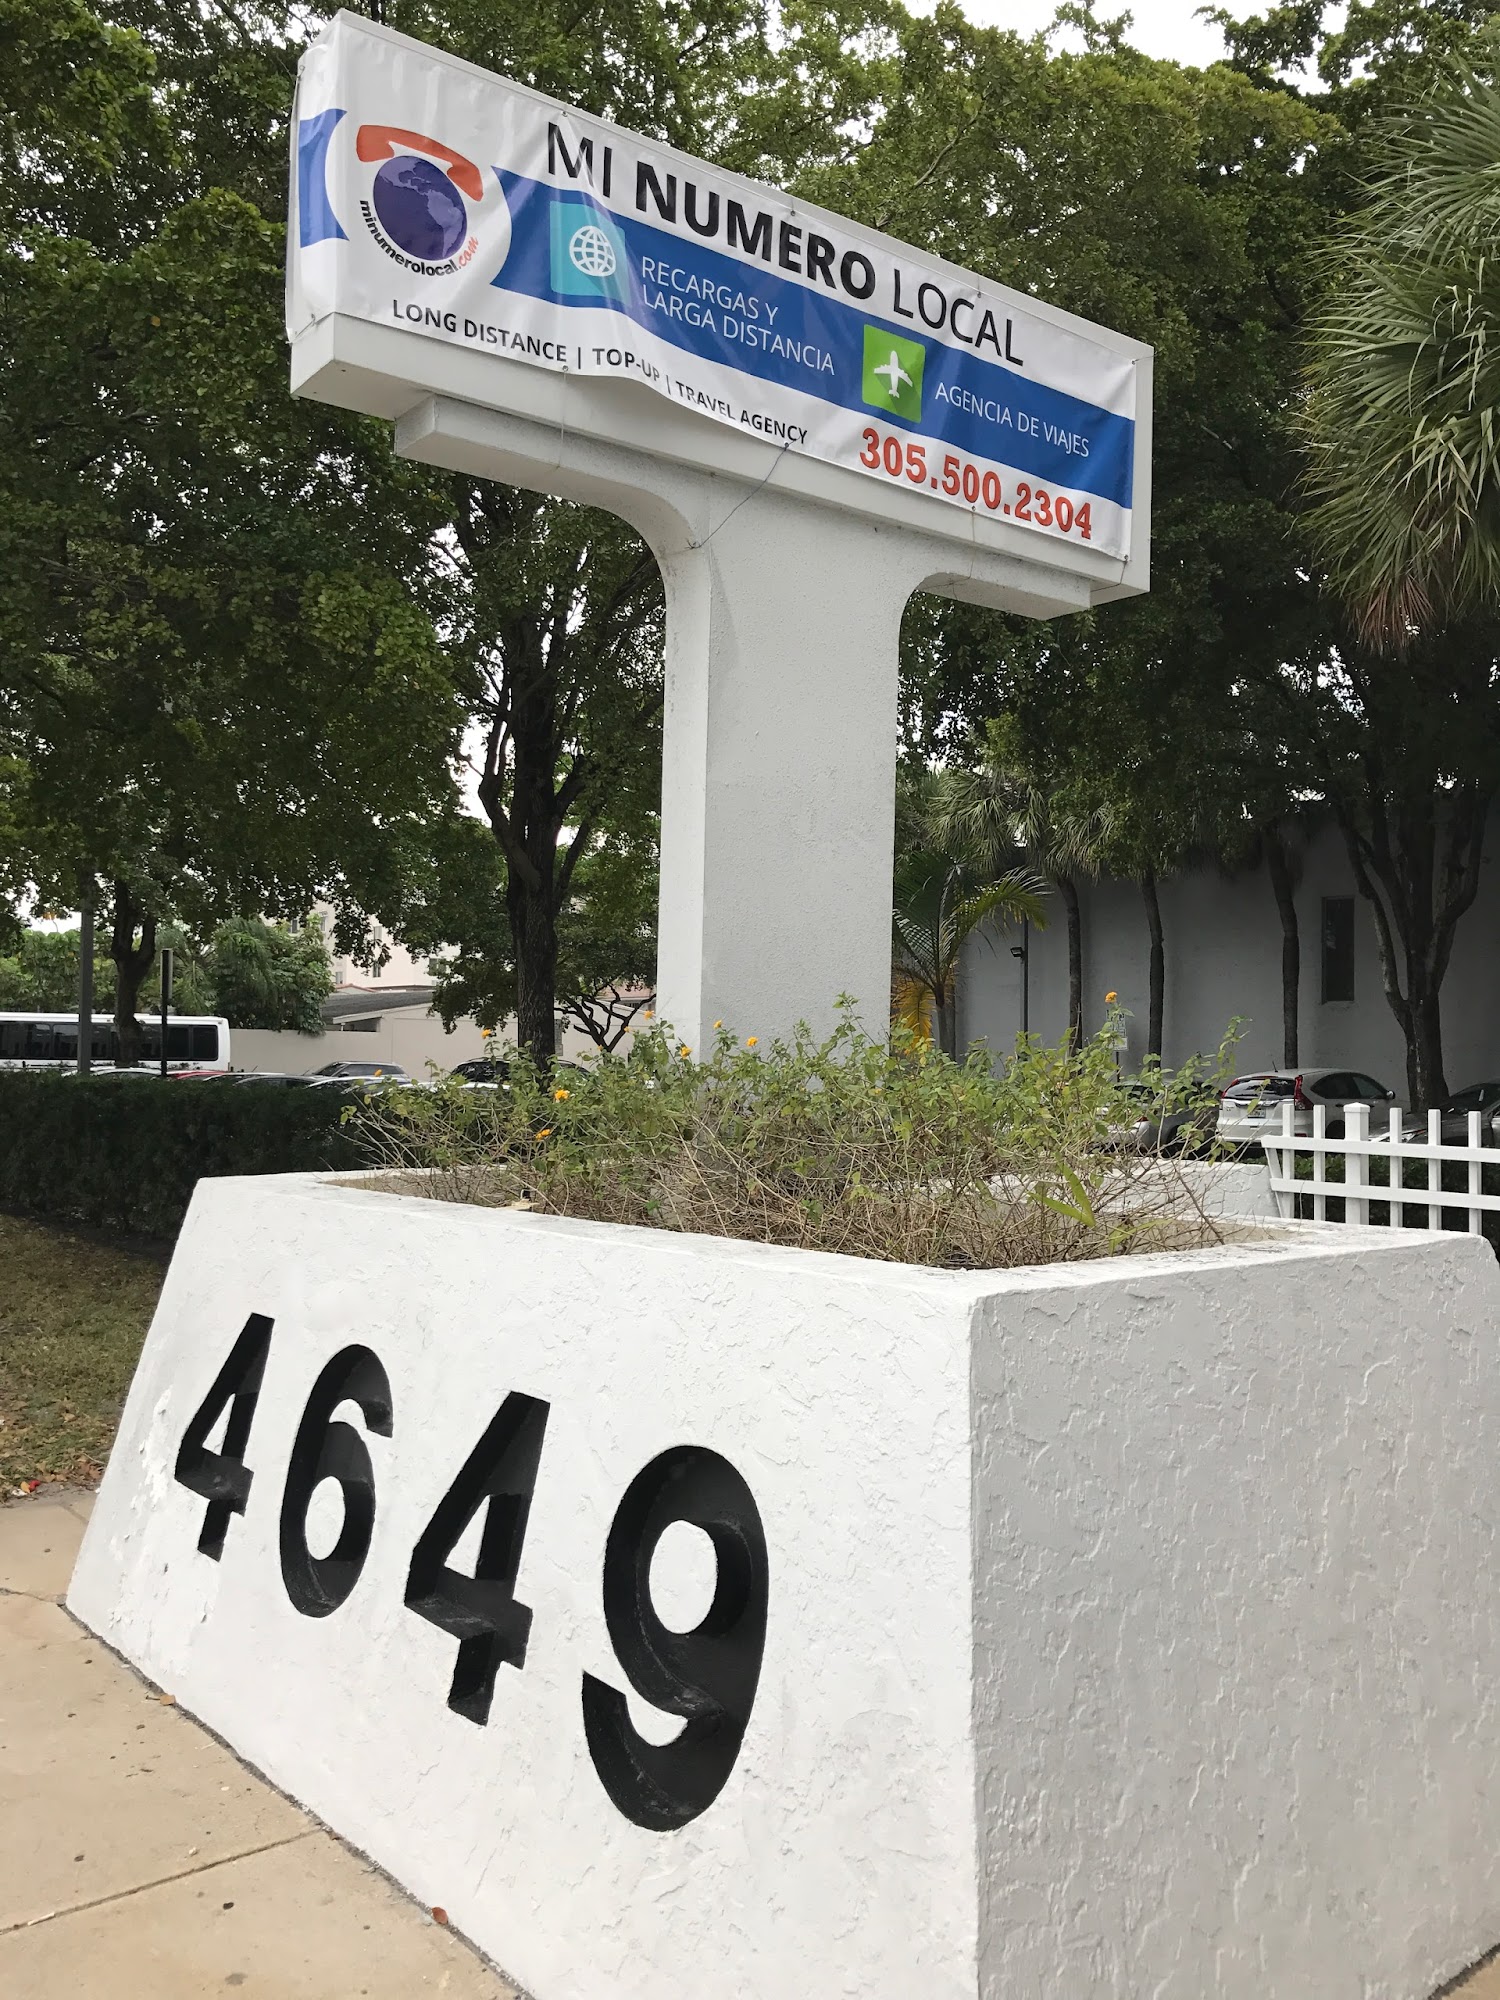 MI NUMERO LOCAL
minumerolocal.com
RECARGAS Y
LARGA DISTANCIA
AGENCIA DE VIAJES
LONG DISTANCE | TOP-UP | TRAVEL AGENCY
305.500.2304
4649